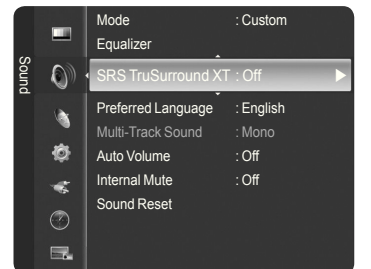 Sound
Mode : Custom
Equalizer
SRS TruSurround XT : Off
Preferred Language : English
Multi-Track Sound : Mono
Auto Volume : Off
Internal Mute : Off
Sound Reset